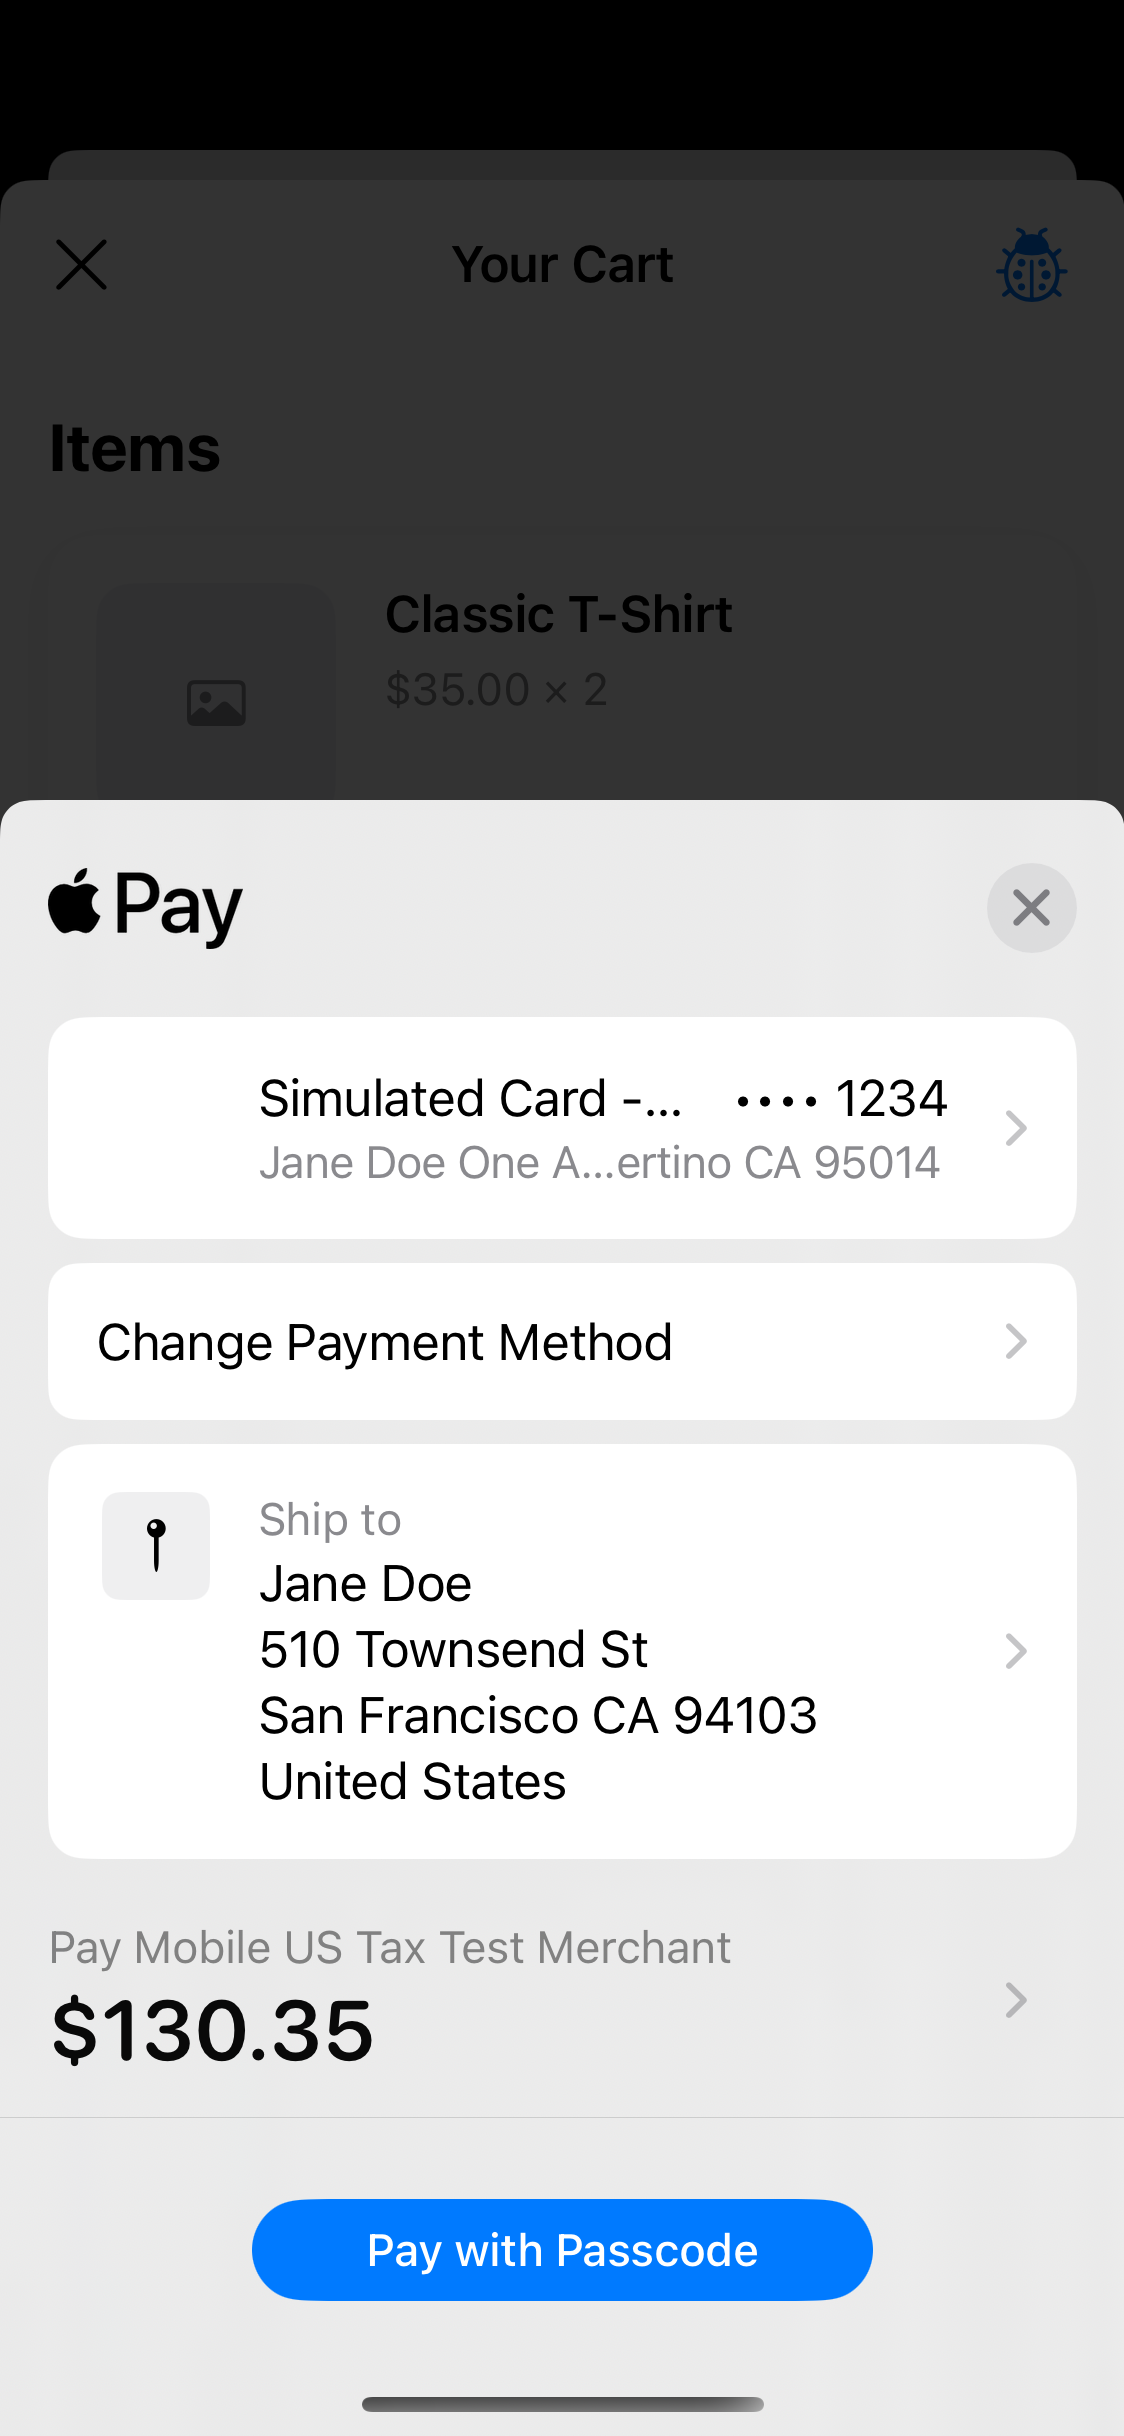 Your Cart
Items
Classic T-Shirt
$35.00 × 2
Pay
Simulated Card -... •••• 1234
Jane Doe One A...ertino CA 95014
Change Payment Method
Ship to
Jane Doe
510 Townsend St
San Francisco CA 94103
United States
Pay Mobile US Tax Test Merchant
$130.35
Pay with Passcode